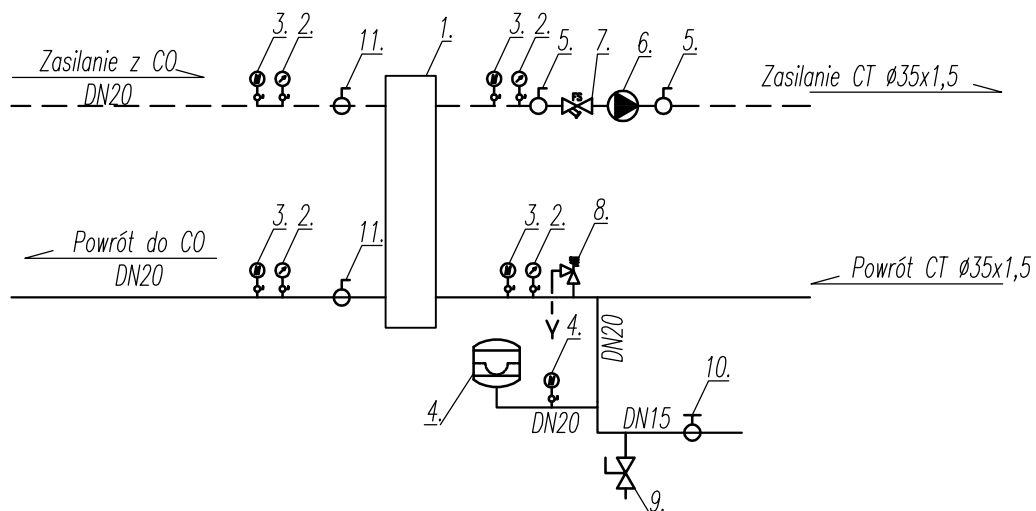 3. 2. 11. 1. 3. 2. 5. 7. 6. 5.
Zasilanie z CO
DN20
FS
Zasilanie CT ø35x1,5
3. 2. 11. 3. 2. 8.
Powrót do CO
DN20
Powrót CT ø35x1,5
DN20
4.
4.
DN20
DN15
10.
9.